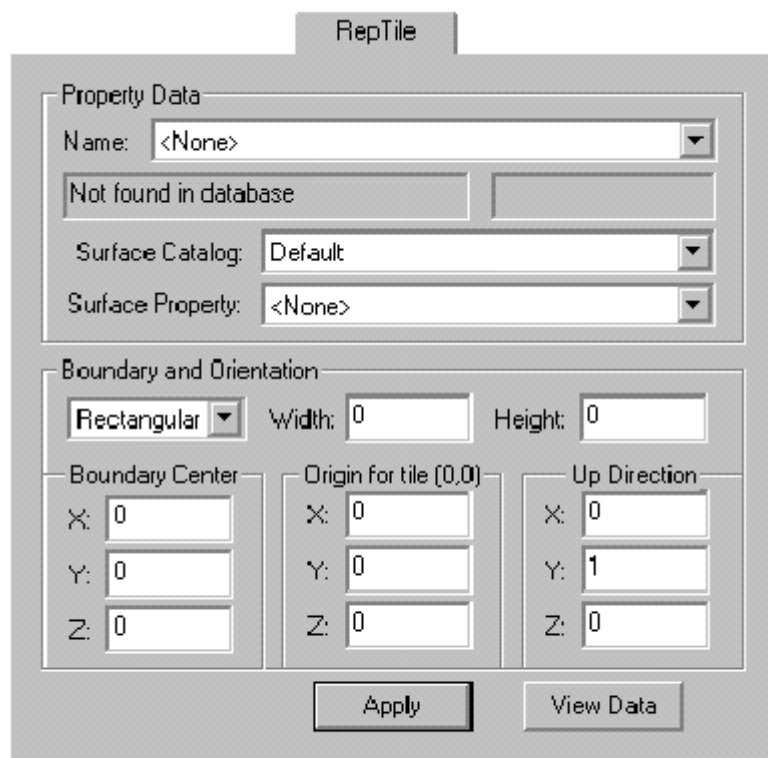 RepTile
Property Data
Name: <None>
Not found in database
Surface Catalog: Default
Surface Property: <None>
Boundary and Orientation
Rectangular Width: 0 Height: 0
Boundary Center Origin for tile (0,0) Up Direction
X: 0 X: 0 X: 0
Y: 0 Y: 0 Y: 1
Z: 0 Z: 0 Z: 0
Apply View Data